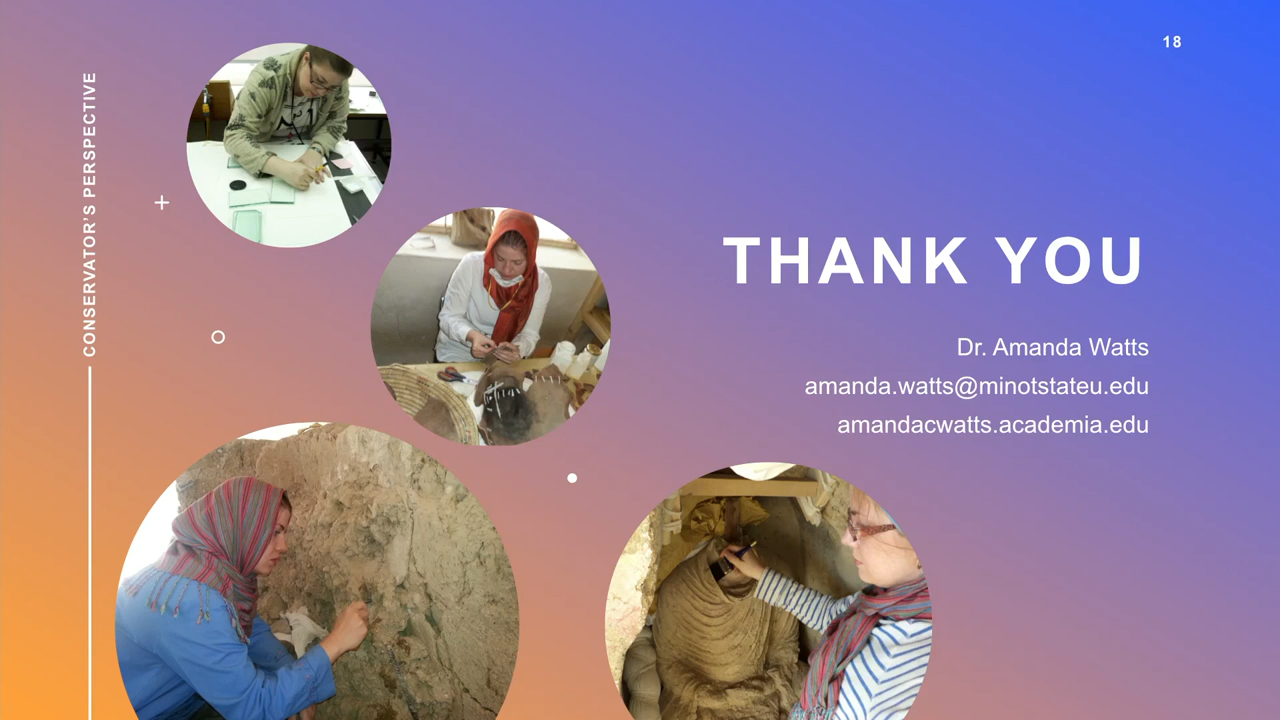 18
CONSERVATOR'S PERSPECTIVE
THANK YOU
Dr. Amanda Watts
amanda.watts@minotstateu.edu
amandacwatts.academia.edu